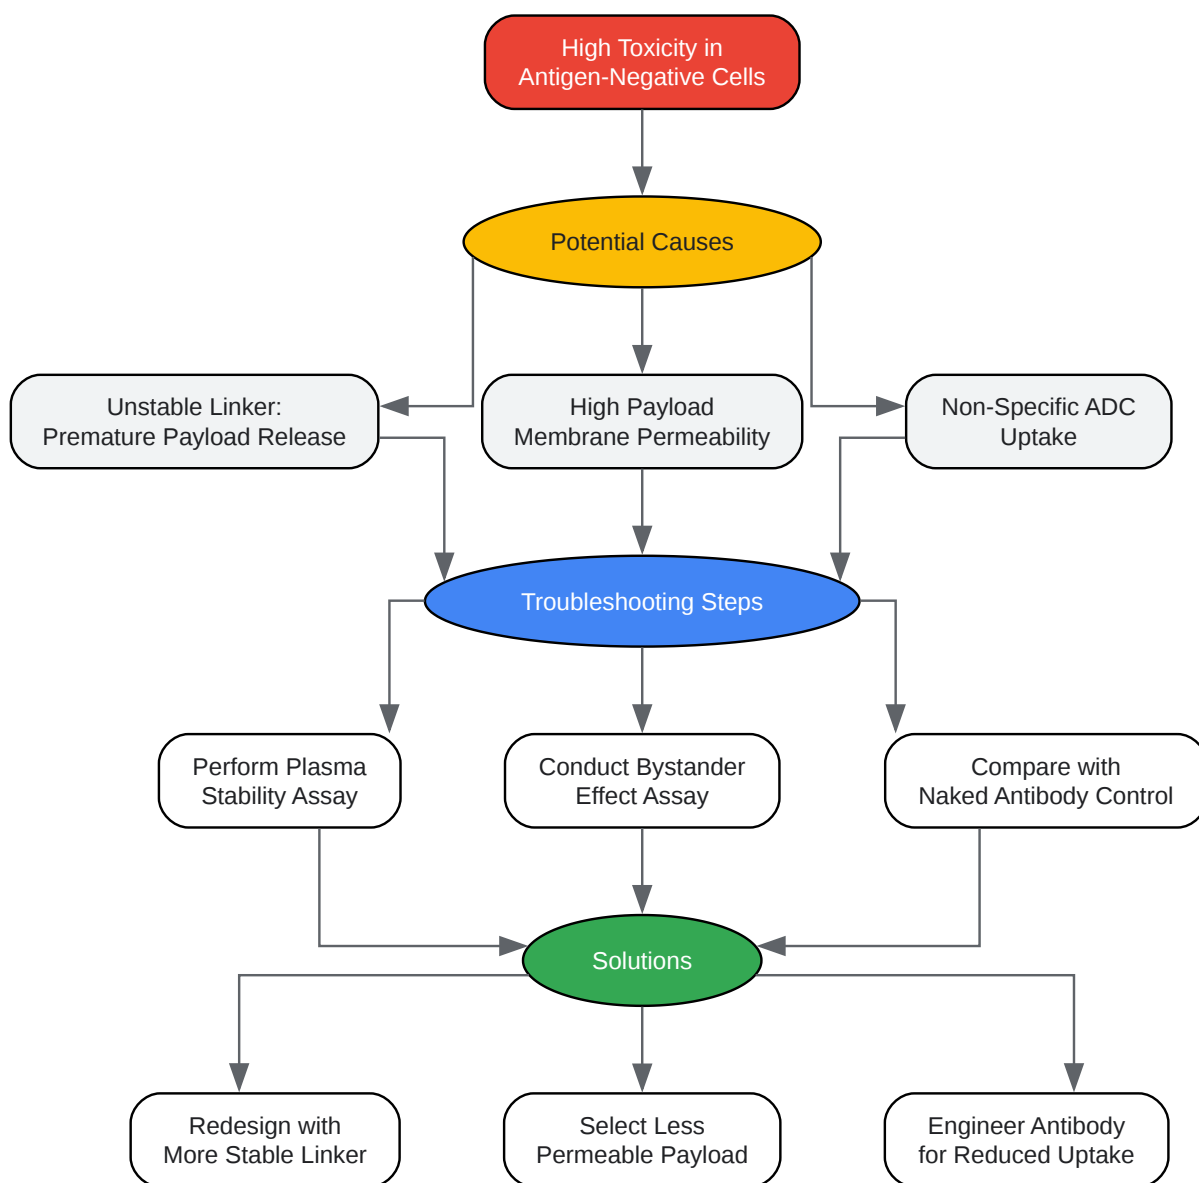 High Toxicity in
Antigen-Negative Cells
Potential Causes
Unstable Linker:
Premature Payload Release
High Payload
Membrane Permeability
Non-Specific ADC
Uptake
Troubleshooting Steps
Perform Plasma
Stability Assay
Conduct Bystander
Effect Assay
Compare with
Naked Antibody Control
Solutions
Redesign with
More Stable Linker
Select Less
Permeable Payload
Engineer Antibody
for Reduced Uptake